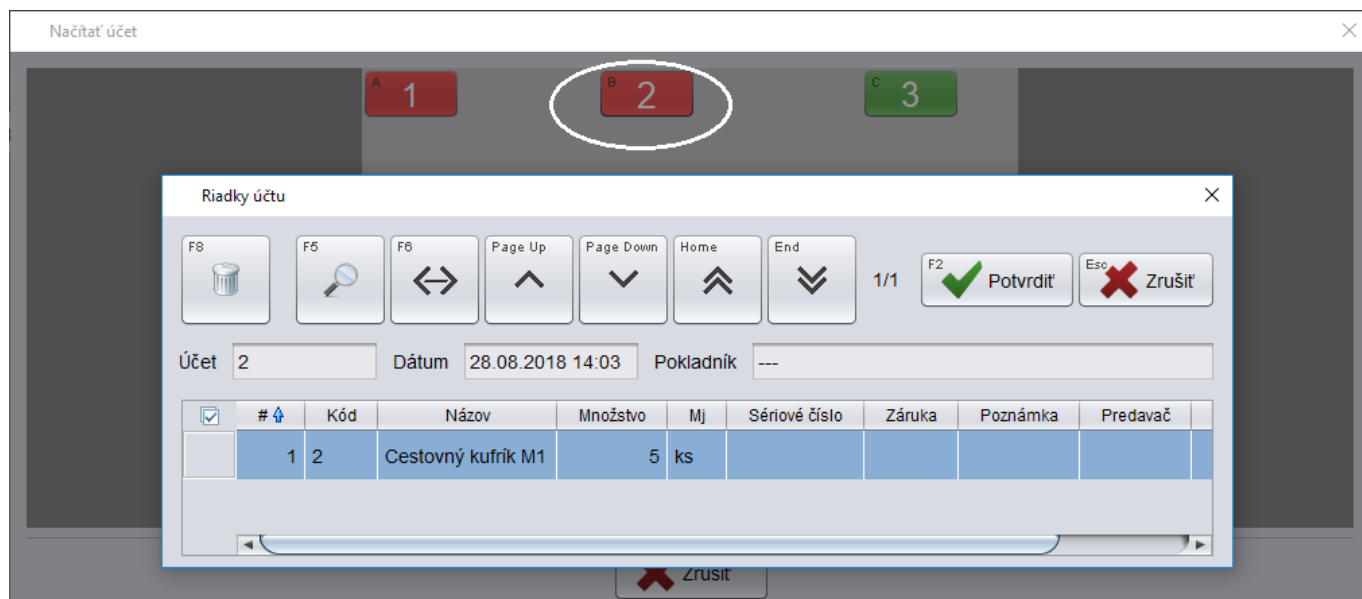 Načítať účet
A 1 B 2 C 3
Riadky účtu
F8 F5 F6 Page Up Page Down Home End 1/1 F2 Potvrdiť Esc Zrušiť
Účet 2 Dátum 28.08.2018 14:03 Pokladník ---
# Kód Názov Množstvo Mj Sériové číslo Záruka Poznámka Predavač
1 2 Cestovný kufrík M1 5 ks
Zrušiť